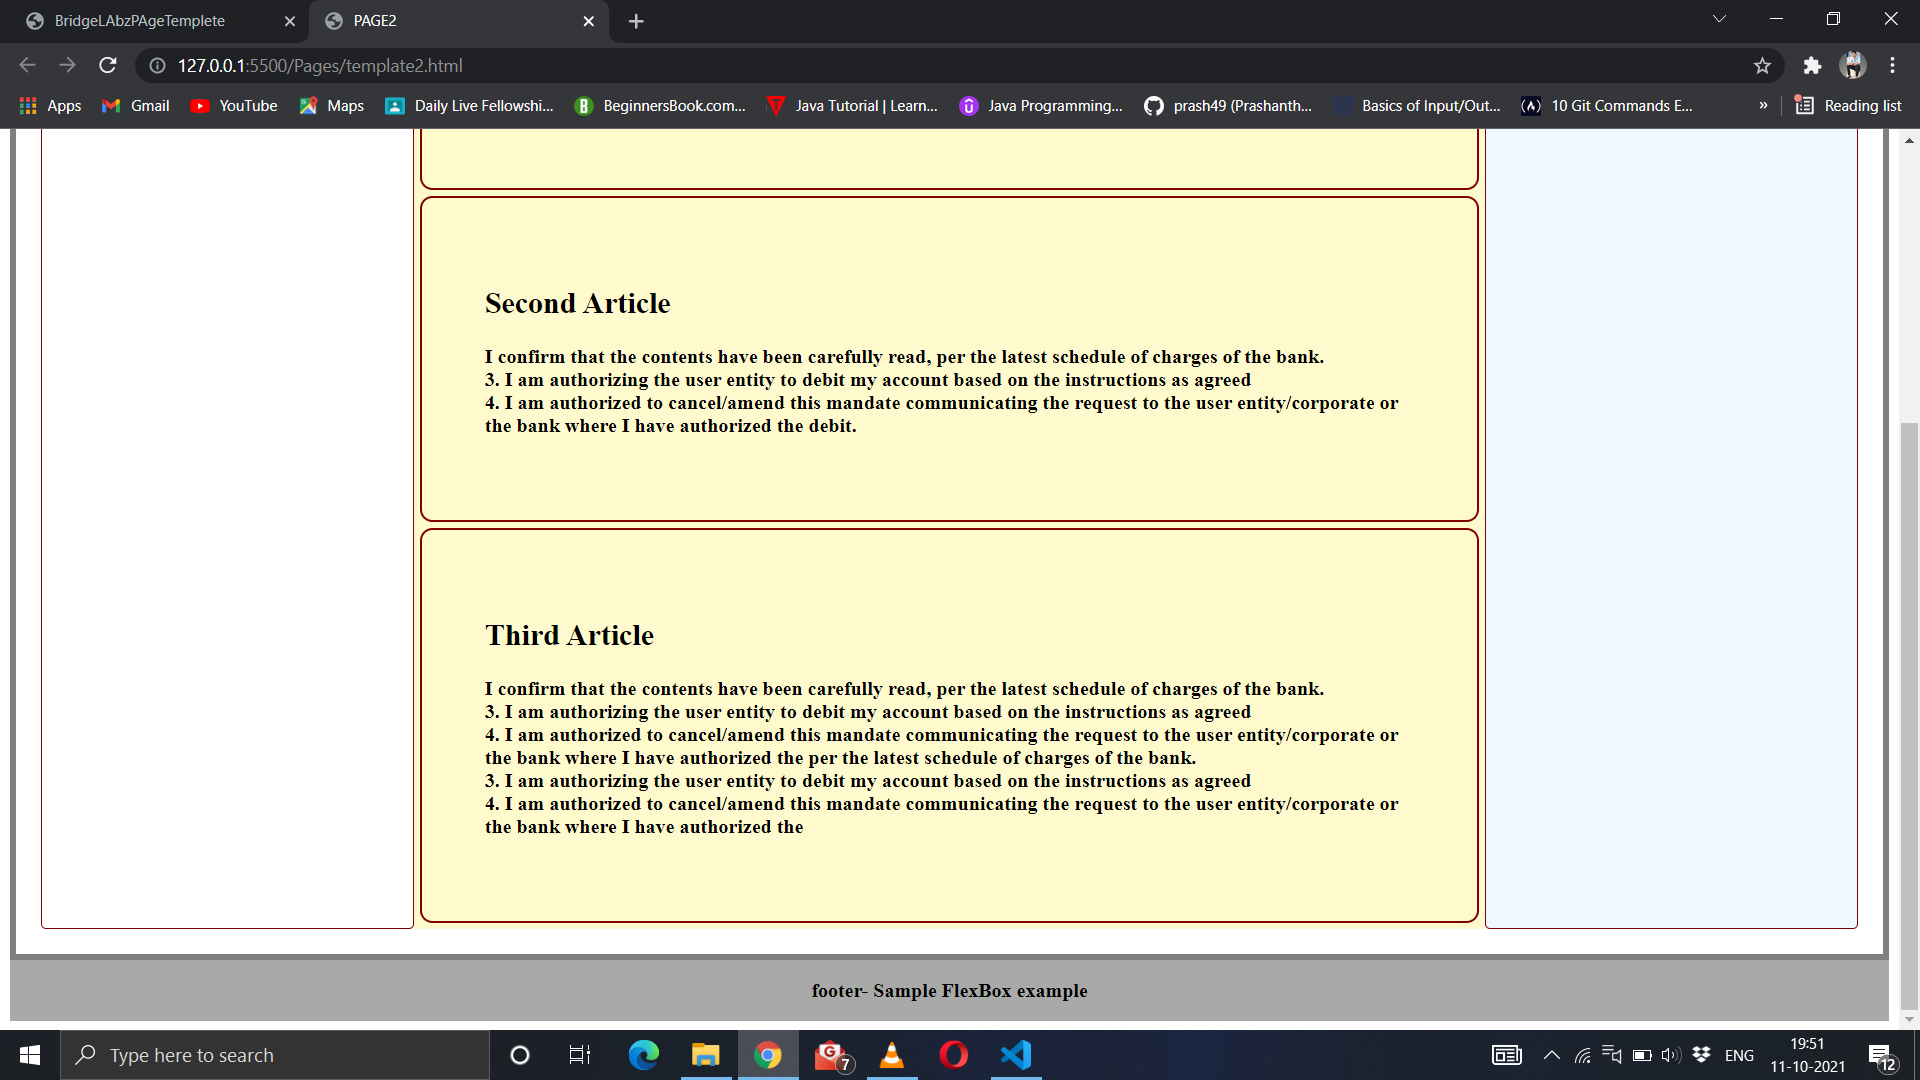 BridgeLAbzPAgeTemplete
PAGE2
127.0.0.1:5500/Pages/template2.html
Apps
Gmail
YouTube
Maps
Daily Live Fellowshi...
BeginnersBook.com...
Java Tutorial | Learn...
Java Programming...
prash49 (Prashanth...
Basics of Input/Out...
10 Git Commands E...
»
Reading list
Second Article
I confirm that the contents have been carefully read, per the latest schedule of charges of the bank.
3. I am authorizing the user entity to debit my account based on the instructions as agreed
4. I am authorized to cancel/amend this mandate communicating the request to the user entity/corporate or
the bank where I have authorized the debit.
Third Article
I confirm that the contents have been carefully read, per the latest schedule of charges of the bank.
3. I am authorizing the user entity to debit my account based on the instructions as agreed
4. I am authorized to cancel/amend this mandate communicating the request to the user entity/corporate or
the bank where I have authorized the per the latest schedule of charges of the bank.
3. I am authorizing the user entity to debit my account based on the instructions as agreed
4. I am authorized to cancel/amend this mandate communicating the request to the user entity/corporate or
the bank where I have authorized the
footer- Sample FlexBox example
Type here to search
7
ENG
19:51
11-10-2021
12